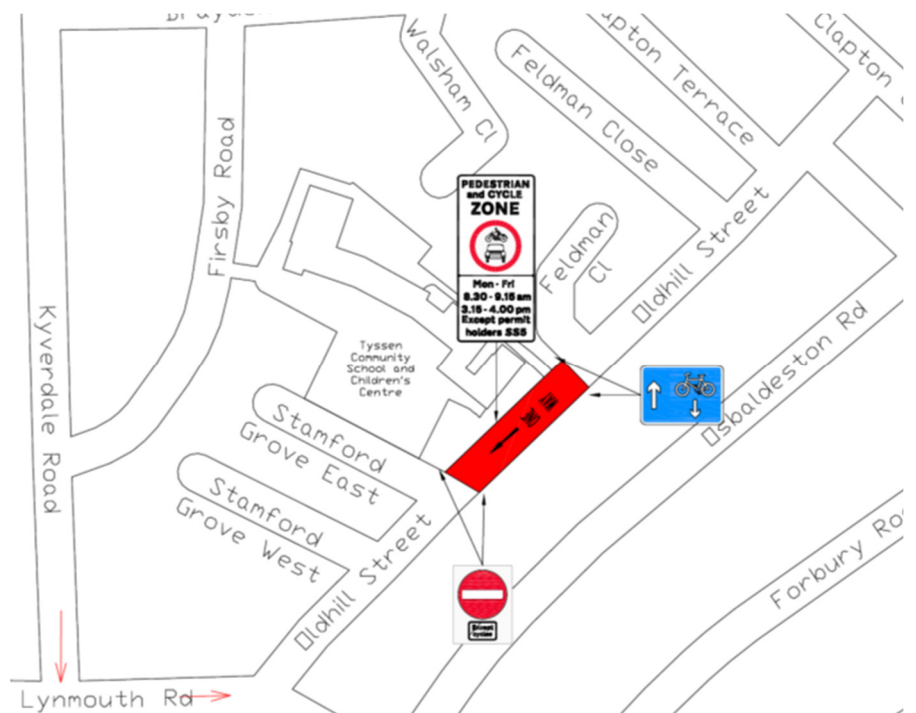 Walsham Cl
Clapton Terrace
Clapton
Feldman Close
Firsby Road
PEDESTRIAN
and CYCLE
ZONE
Mon - Fri
8.30 - 9.15 am
3.15 - 4.00 pm
Except permit
holders SS5
Feldman
Cl
Oldhill Street
Kyverdale Road
Tyssen
Community
School and
Children's
Centre
Osbaldeston Rd
Stamford
Grove East
Stamford
Grove West
Oldhill Street
Forbury Ro
Except
cycles
Lynmouth Rd